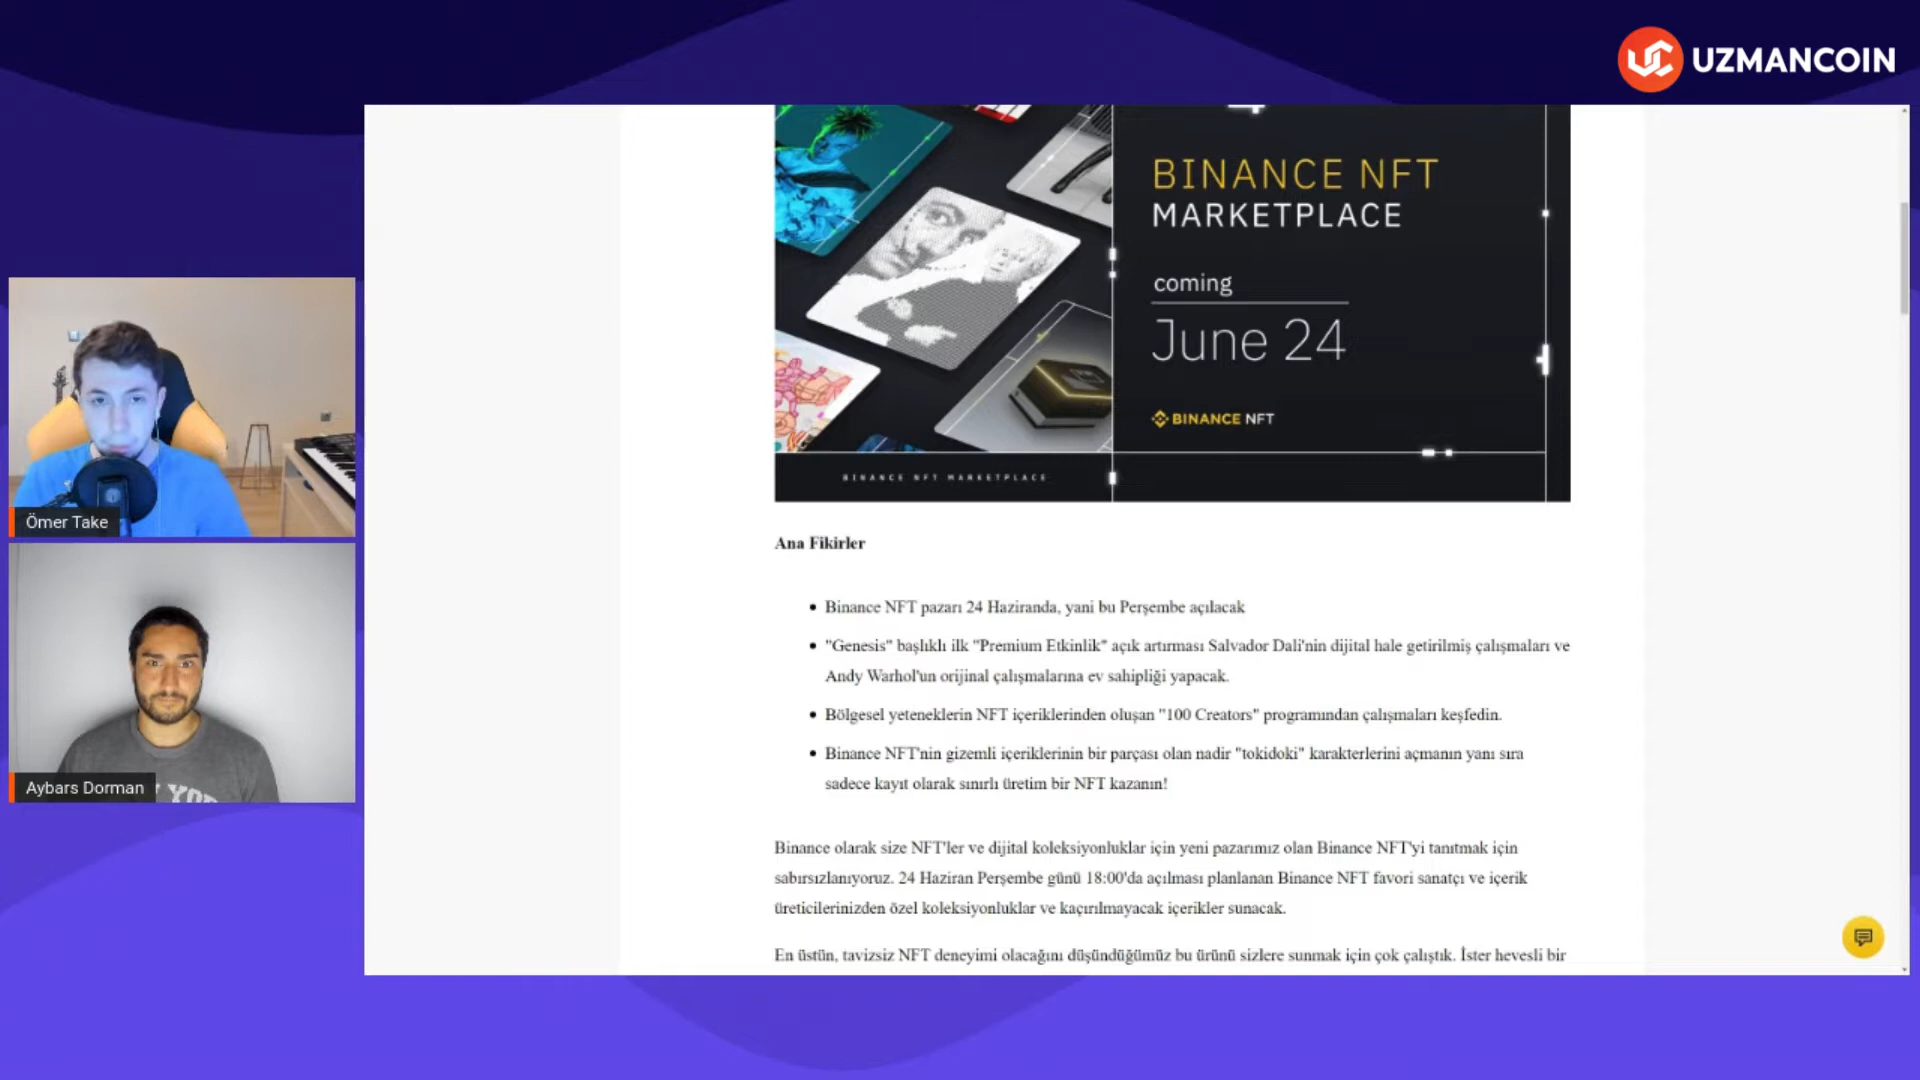 UZMANCOIN
BINANCE NFT
MARKETPLACE
coming
June 24
BINANCE NFT
BINANCE NFT MARKETPLACE
Ömer Take
Aybars Dorman
Ana Fikirler
Binance NFT pazarı 24 Haziranda, yani bu Perşembe açılacak
"Genesis" başlıklı ilk "Premium Etkinlik" açık artırması Salvador Dali'nin dijital hale getirilmiş çalışmaları ve
Andy Warhol'un orijinal çalışmalarına ev sahipliği yapacak.
Bölgesel yeteneklerin NFT içeriklerinden oluşan "100 Creators" programından çalışmaları keşfedin.
Binance NFT'nin gizemli içeriklerinin bir parçası olan nadir "tokidoki" karakterlerini açmanın yanı sıra
sadece kayıt olarak sınırlı üretim bir NFT kazanın!
Binance olarak size NFT'ler ve dijital koleksiyonluklar için yeni pazarımız olan Binance NFT'yi tanıtmak için
sabırsızlanıyoruz. 24 Haziran Perşembe günü 18:00'da açılması planlanan Binance NFT favori sanatçı ve içerik
üreticilerinizden özel koleksiyonluklar ve kaçırılmayacak içerikler sunacak.
En üstün, tavizsiz NFT deneyimi olacağını düşündüğümüz bu ürünü sizlere sunmak için çok çalıştık. İster hevesli bir